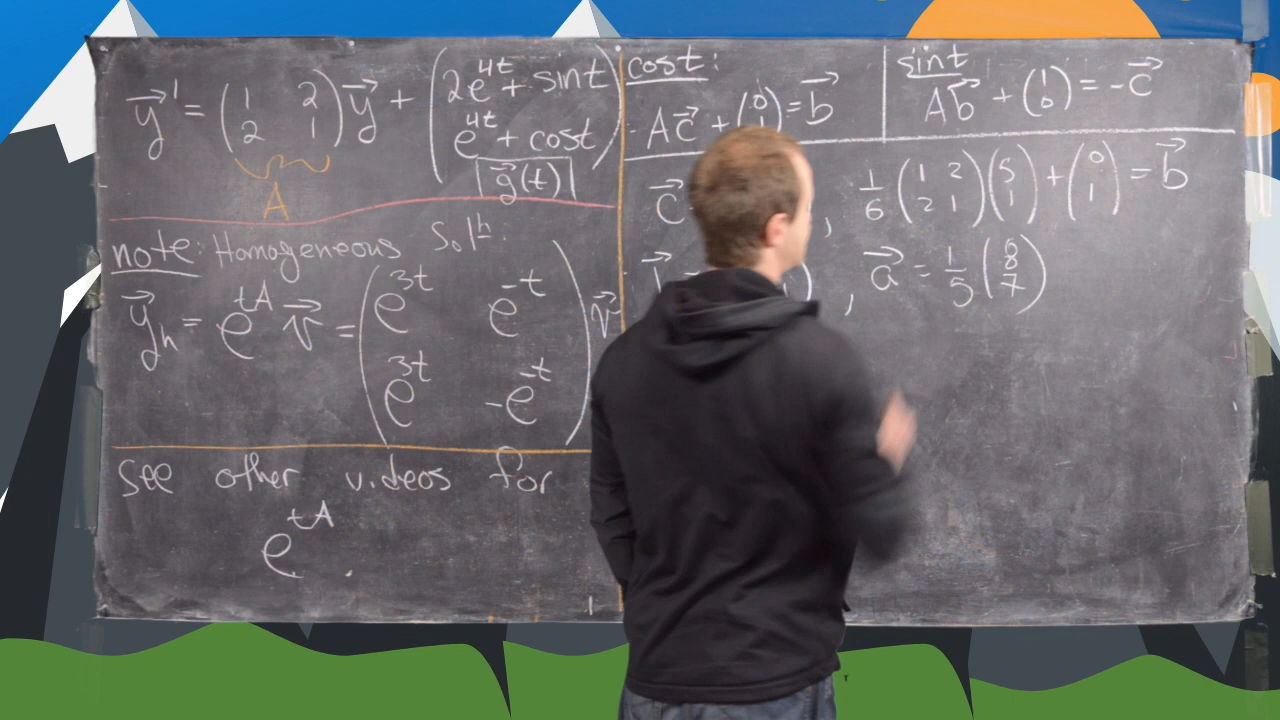 y⃗' = (1 2; 2 1) y⃗ + (2e^{4t} + sint; e^{4t} + cost)
A
g⃗(t)
note: Homogeneous Solⁿ:
y⃗_h = e^{tA} v⃗ = (e^{3t} e^{-t}; e^{3t} -e^{-t}) v⃗
see other videos for
e^{tA}.
cost:
Ac⃗ + (0; 1) = b⃗
sint
Ab⃗ + (1; 0) = -c⃗
c⃗ , 1/6 (1 2; 2 1)(5; 1) + (0; 1) = b⃗
, a⃗ = 1/5 (8; 7)